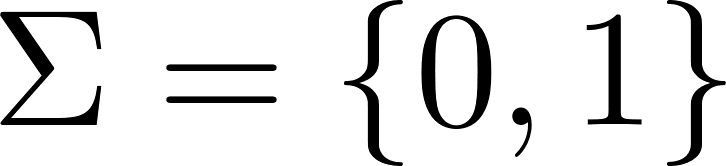 Σ = {0, 1}